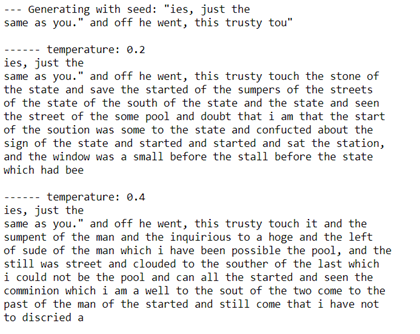 --- Generating with seed: "ies, just the
same as you." and off he went, this trusty tou"
------ temperature: 0.2
ies, just the
same as you." and off he went, this trusty touch the stone of
the state and save the started of the sumpers of the streets
of the state of the south of the state and the state and seen
the street of the some pool and doubt that i am that the start
of the soution was some to the state and confucted about the
sign of the state and started and started and sat the station,
and the window was a small before the stall before the state
which had bee
------ temperature: 0.4
ies, just the
same as you." and off he went, this trusty touch it and the
sumpent of the man and the inquirious to a hoge and the left
of sude of the man which i have been possible the pool, and the
still was street and clouded to the souther of the last which
i could not be the pool and can all the started and seen the
comminion which i am a well to the sout of the two come to the
past of the man of the started and still come that i have not
to discried a